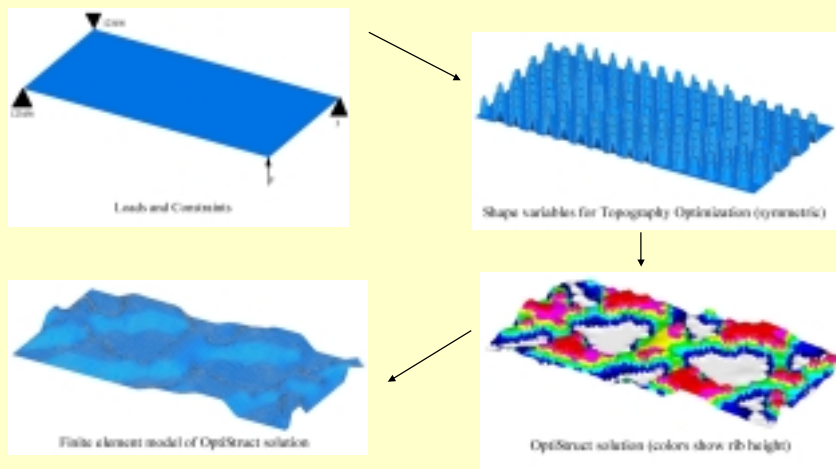 Loads and Constraints
Shape variables for Topography Optimization (symmetric)
Finite element model of OptiStruct solution
OptiStruct solution (colors show rib height)